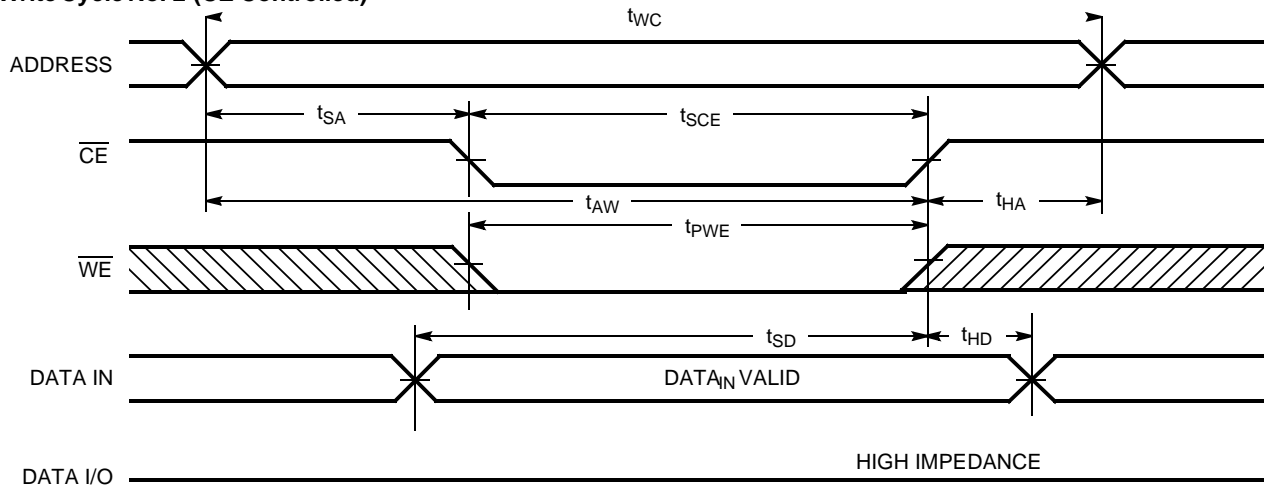 Write Cycle No. 2 (CE Controlled)
tWC
ADDRESS
tSA
tSCE
CE
tAW
tHA
tPWE
WE
tSD
tHD
DATA IN
DATAIN VALID
HIGH IMPEDANCE
DATA I/O